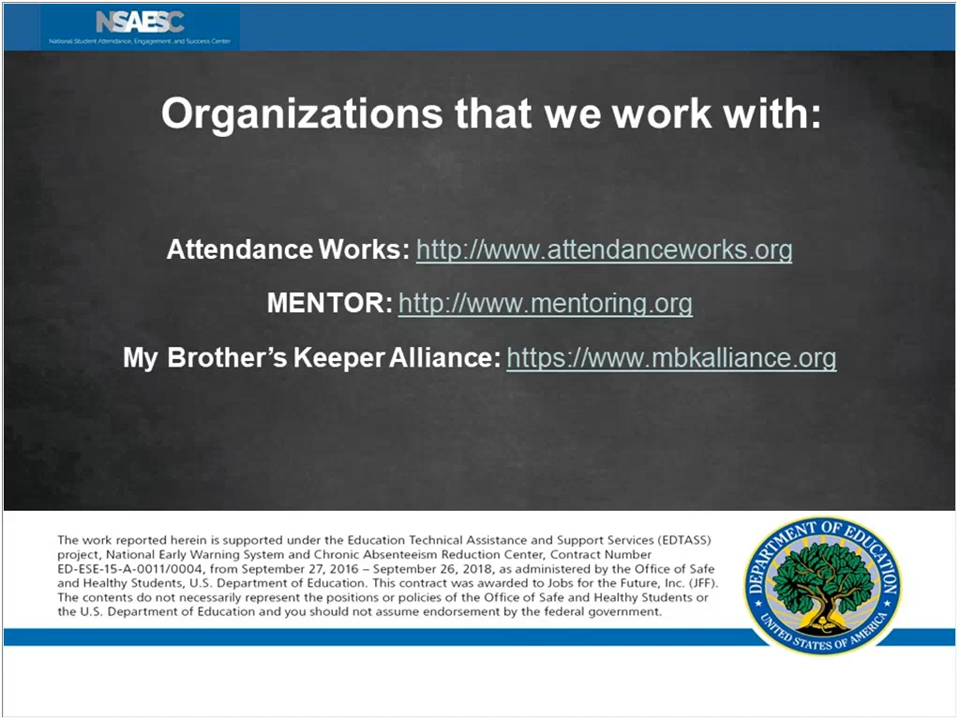 NSAESC
National Student Attendance, Engagement, and Success Center
Organizations that we work with:
Attendance Works: http://www.attendanceworks.org
MENTOR: http://www.mentoring.org
My Brother's Keeper Alliance: https://www.mbkalliance.org
The work reported herein is supported under the Education Technical Assistance and Support Services (EDTASS)
project, National Early Warning System and Chronic Absenteeism Reduction Center, Contract Number
ED-ESE-15-A-0011/0004, from September 27, 2016 – September 26, 2018, as administered by the Office of Safe
and Healthy Students, U.S. Department of Education. This contract was awarded to Jobs for the Future, Inc. (JFF).
The contents do not necessarily represent the positions or policies of the Office of Safe and Healthy Students or
the U.S. Department of Education and you should not assume endorsement by the federal government.
DEPARTMENT OF EDUCATION
UNITED STATES OF AMERICA